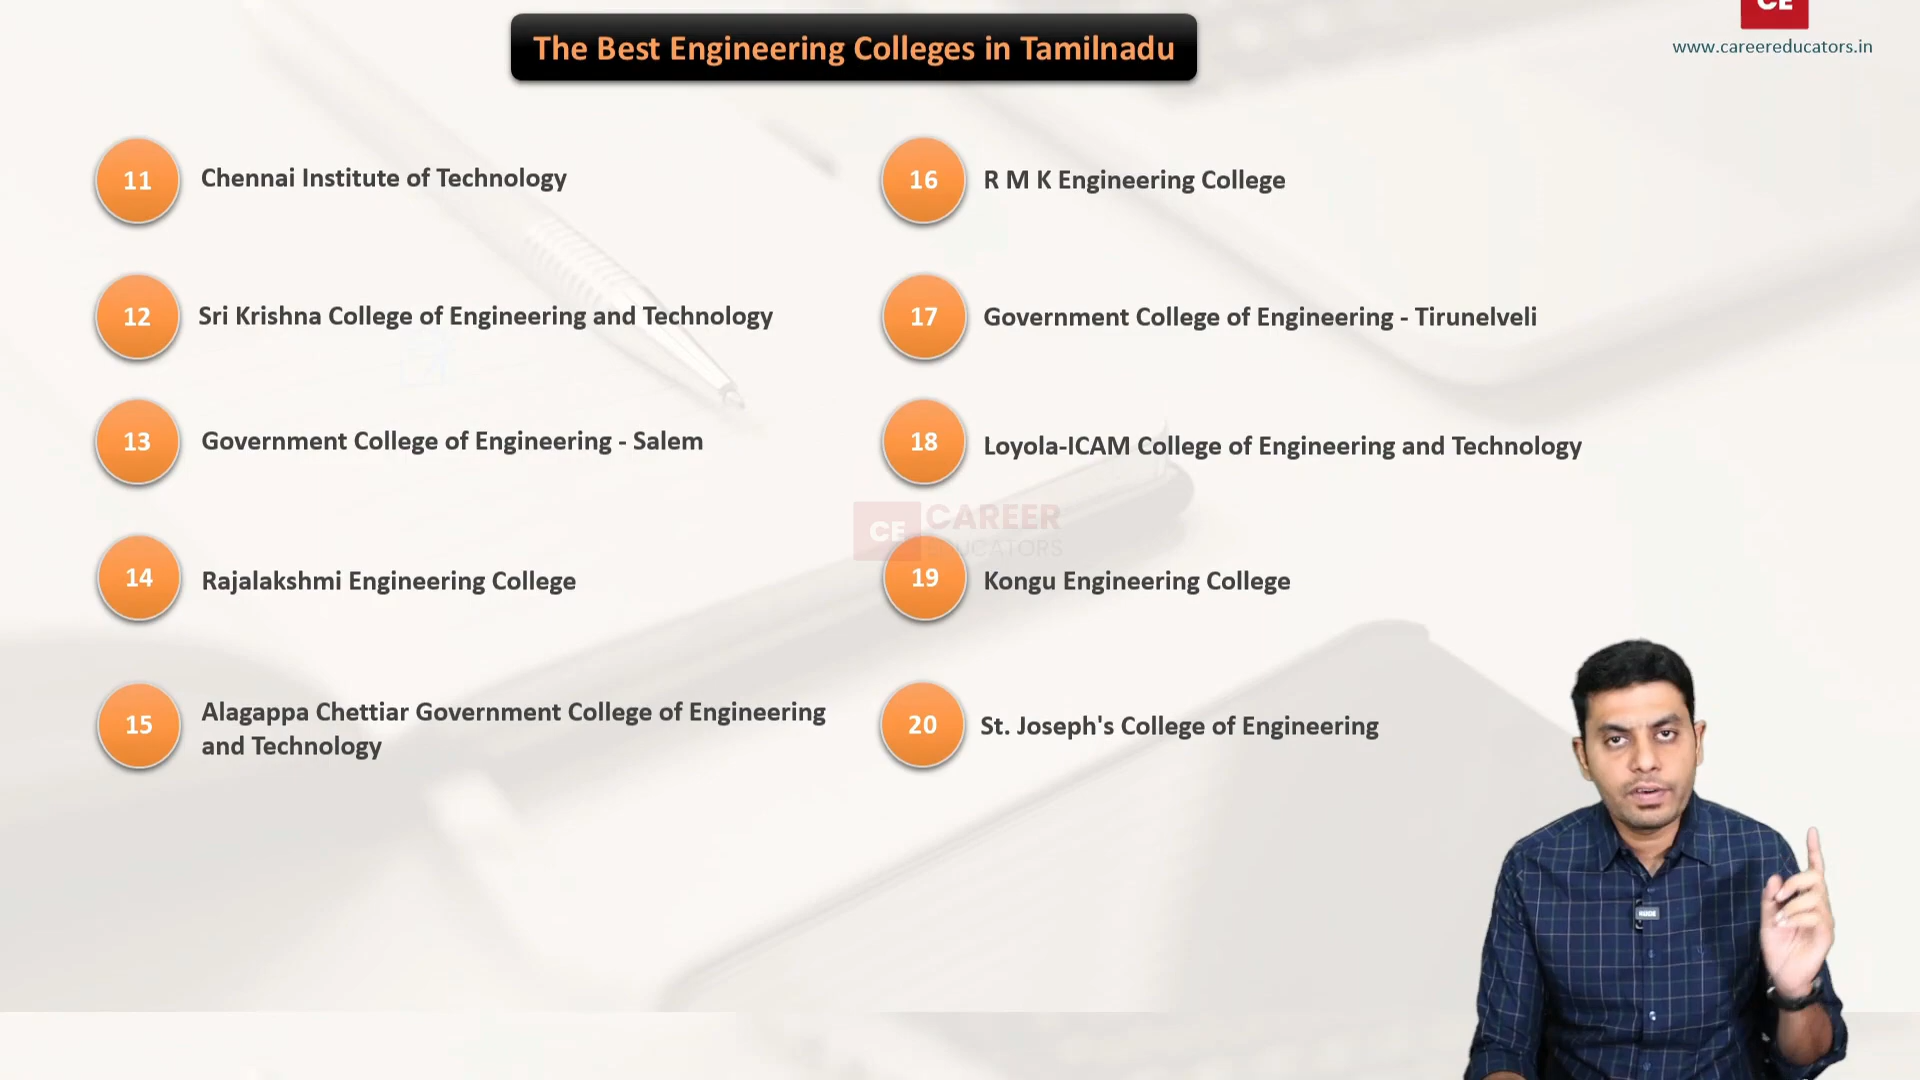 The Best Engineering Colleges in Tamilnadu
CE
www.careereducators.in
11
Chennai Institute of Technology
12
Sri Krishna College of Engineering and Technology
13
Government College of Engineering - Salem
14
Rajalakshmi Engineering College
15
Alagappa Chettiar Government College of Engineering
and Technology
16
R M K Engineering College
17
Government College of Engineering - Tirunelveli
18
Loyola-ICAM College of Engineering and Technology
CE CAREER
EDUCATORS
19
Kongu Engineering College
20
St. Joseph's College of Engineering